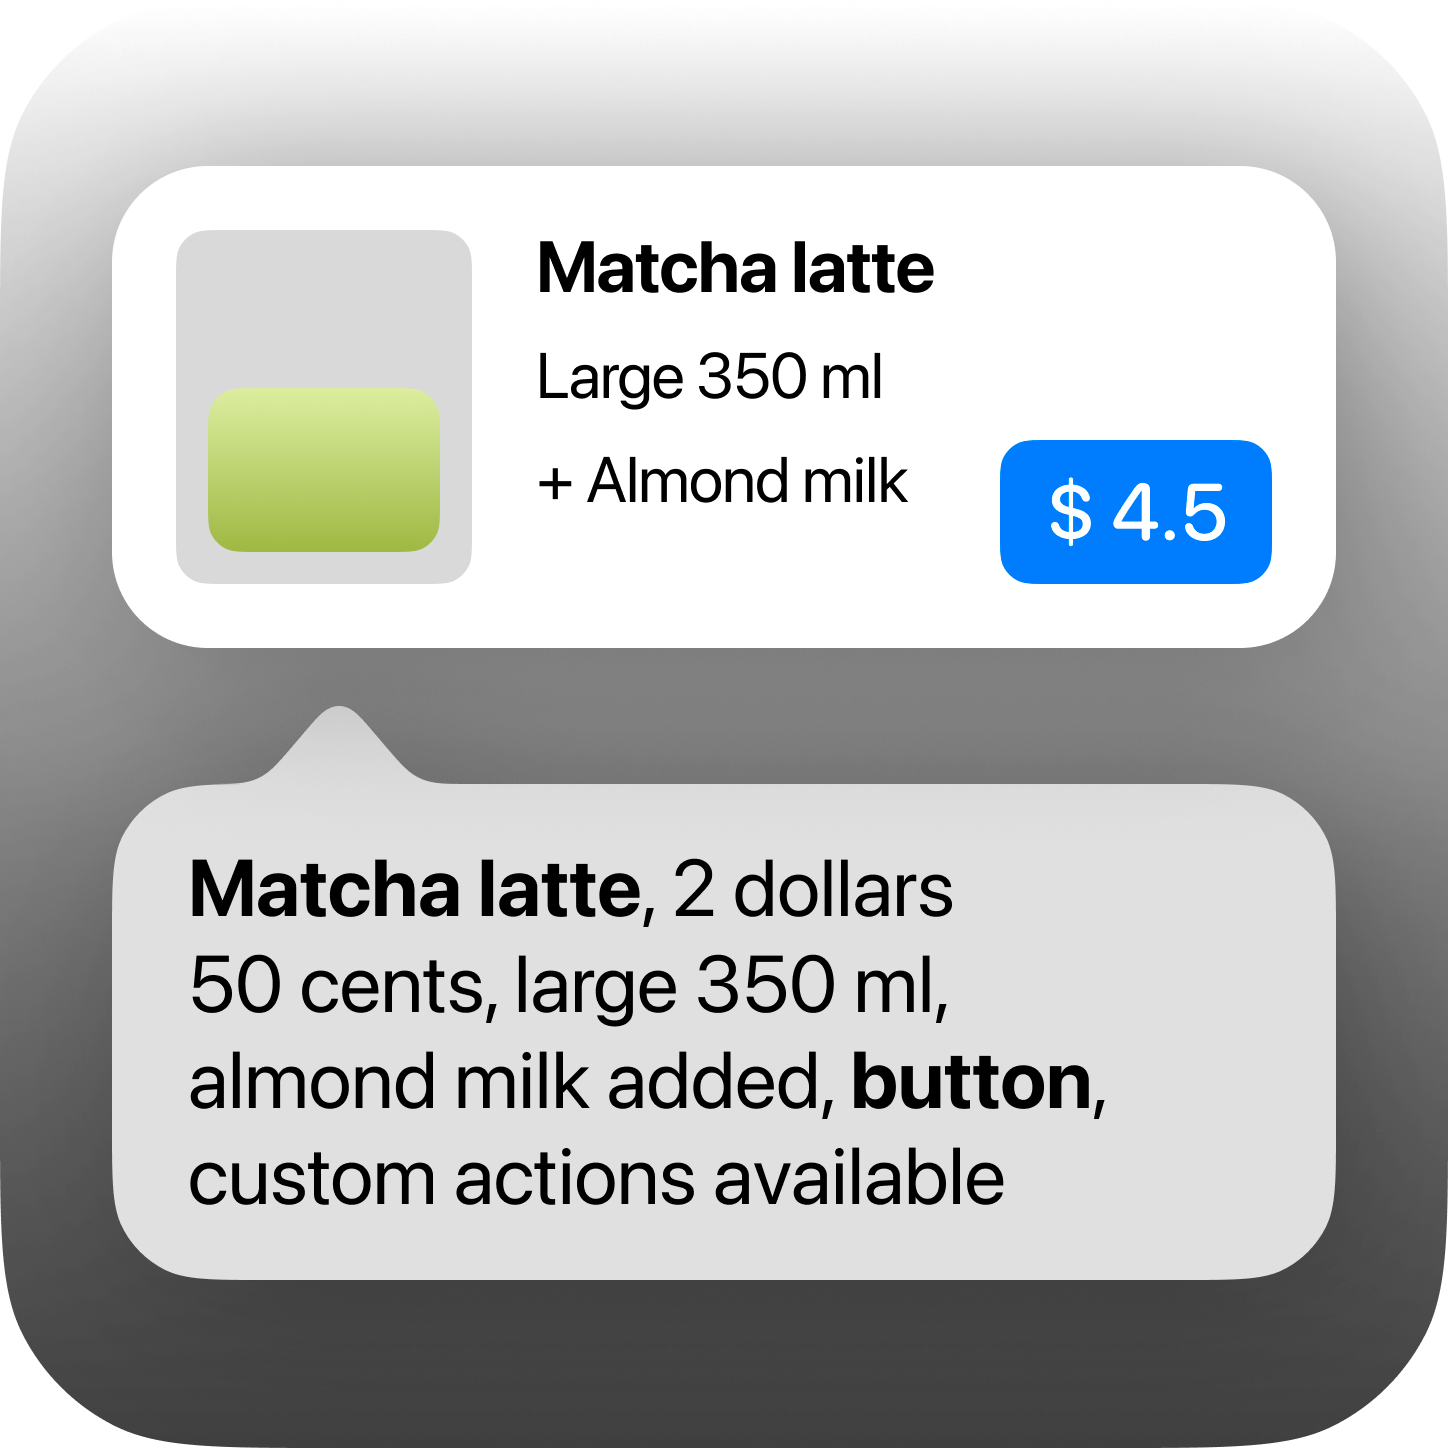 Matcha latte
Large 350 ml
+ Almond milk
$ 4.5
Matcha latte, 2 dollars
50 cents, large 350 ml,
almond milk added, button,
custom actions available